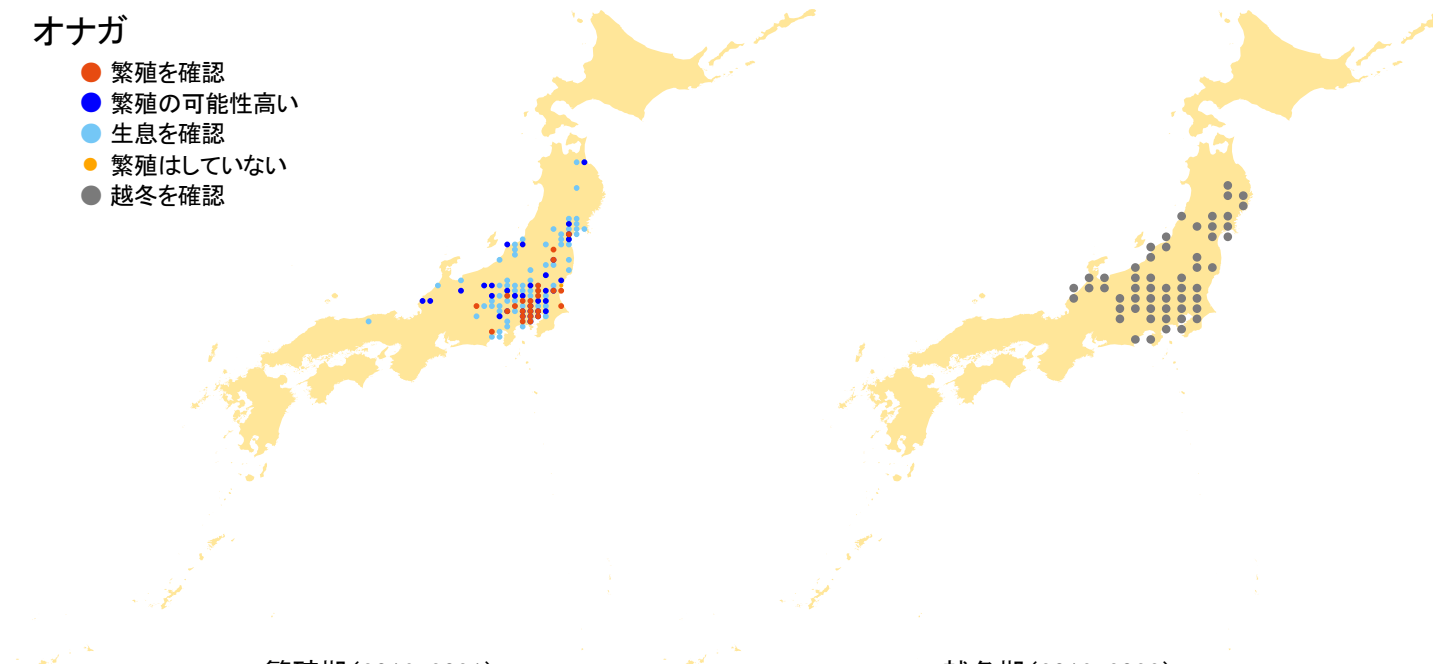 オナガ
繁殖を確認
繁殖の可能性高い
生息を確認
繁殖はしていない
越冬を確認